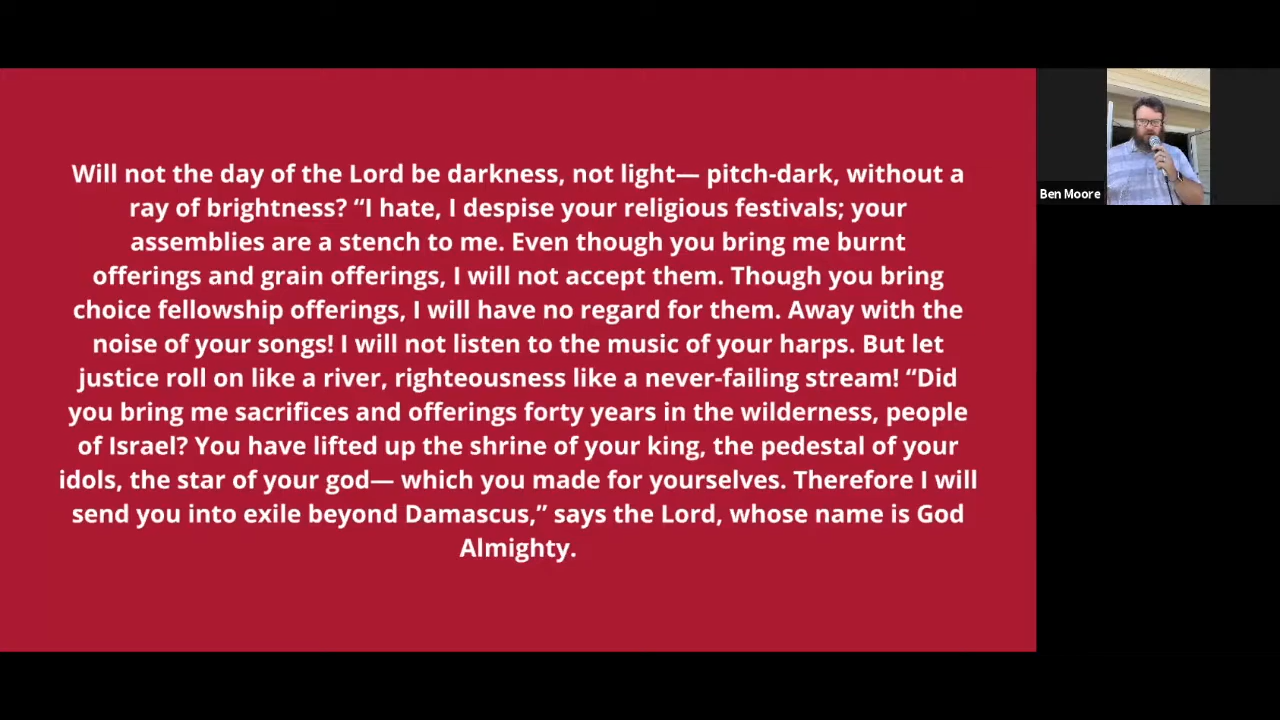 Will not the day of the Lord be darkness, not light— pitch-dark, without a
ray of brightness? “I hate, I despise your religious festivals; your
assemblies are a stench to me. Even though you bring me burnt
offerings and grain offerings, I will not accept them. Though you bring
choice fellowship offerings, I will have no regard for them. Away with the
noise of your songs! I will not listen to the music of your harps. But let
justice roll on like a river, righteousness like a never-failing stream! “Did
you bring me sacrifices and offerings forty years in the wilderness, people
of Israel? You have lifted up the shrine of your king, the pedestal of your
idols, the star of your god— which you made for yourselves. Therefore I will
send you into exile beyond Damascus,” says the Lord, whose name is God
Almighty.
Ben Moore